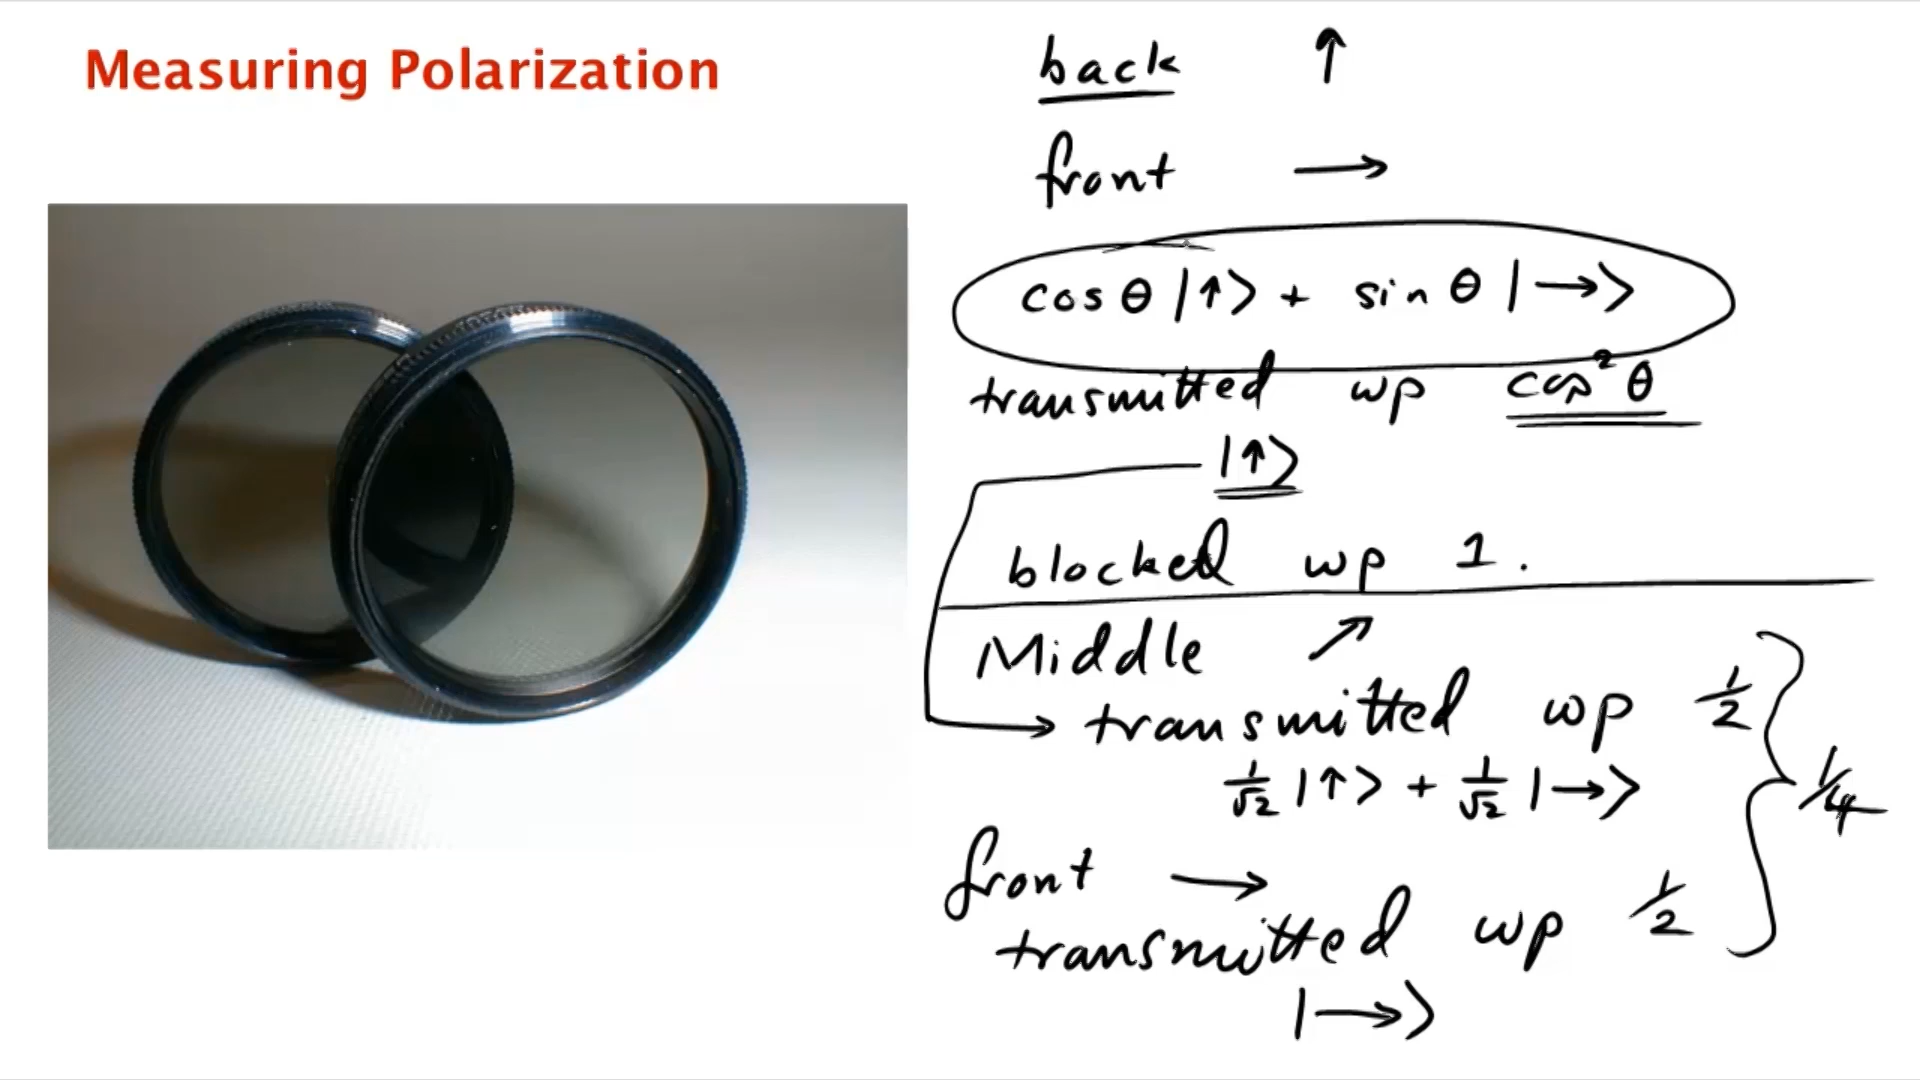 Measuring Polarization
back ↑
front →
cos θ |↑> + sin θ |→>
transmitted wp cos² θ
|↑>
blocked wp 1.
Middle ↗
transmitted wp 1/2
1/√2 |↑> + 1/√2 |→>
1/4
front →
transmitted wp 1/2
|→>